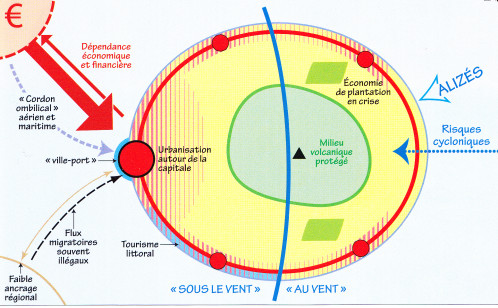 €
Dépendance
économique
et financière
« Cordon
ombilical »
aérien et
maritime
« ville-port »
Urbanisation
autour de la
capitale
Économie
de plantation
en crise
Milieu
volcanique
protégé
ALIZÉS
Risques
cycloniques
Flux
migratoires
souvent
illégaux
Tourisme
littoral
Faible
ancrage
régional
« SOUS LE VENT »
« AU VENT »